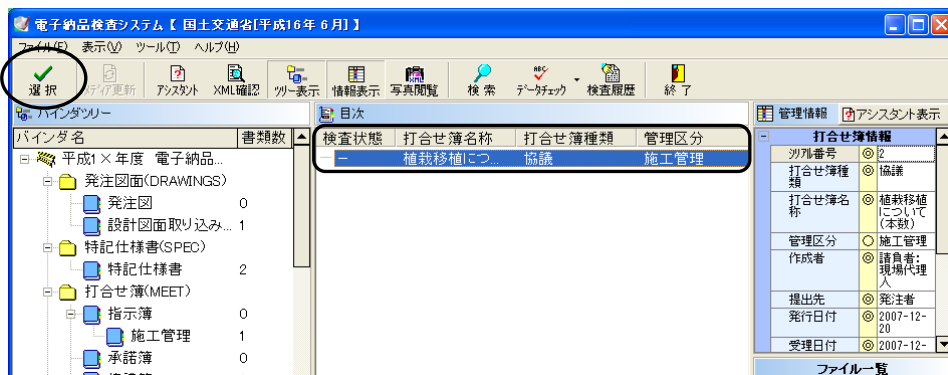 電子納品検査システム【 国土交通省[平成16年 6月] 】
ファイル(F) 表示(V) ツール(T) ヘルプ(H)
選 択 メディア更新 アシスタント XML確認 ツリー表示 情報表示 写真閲覧 検 索 データチェック 検査履歴 終 了
バインダツリー
バインダ名 書類数
平成1×年度 電子納品...
発注図面(DRAWINGS)
発注図 0
設計図面取り込み... 1
特記仕様書(SPEC)
特記仕様書 2
打合せ簿(MEET)
指示簿 0
施工管理 1
承諾簿 0
目次
検査状態 打合せ簿名称 打合せ簿種類 管理区分
− 植栽移植につ... 協議 施工管理
管理情報 アシスタント表示
打合せ簿情報
シリアル番号 ◎ 2
打合せ簿種類 ◎ 協議
打合せ簿名称 ◎ 植栽移植について(本数)
管理区分 ○ 施工管理
作成者 ◎ 請負者:現場代理人
提出先 ◎ 発注者
発行日付 ◎ 2007-12-20
受理日付 ◎ 2007-12-
ファイル一覧